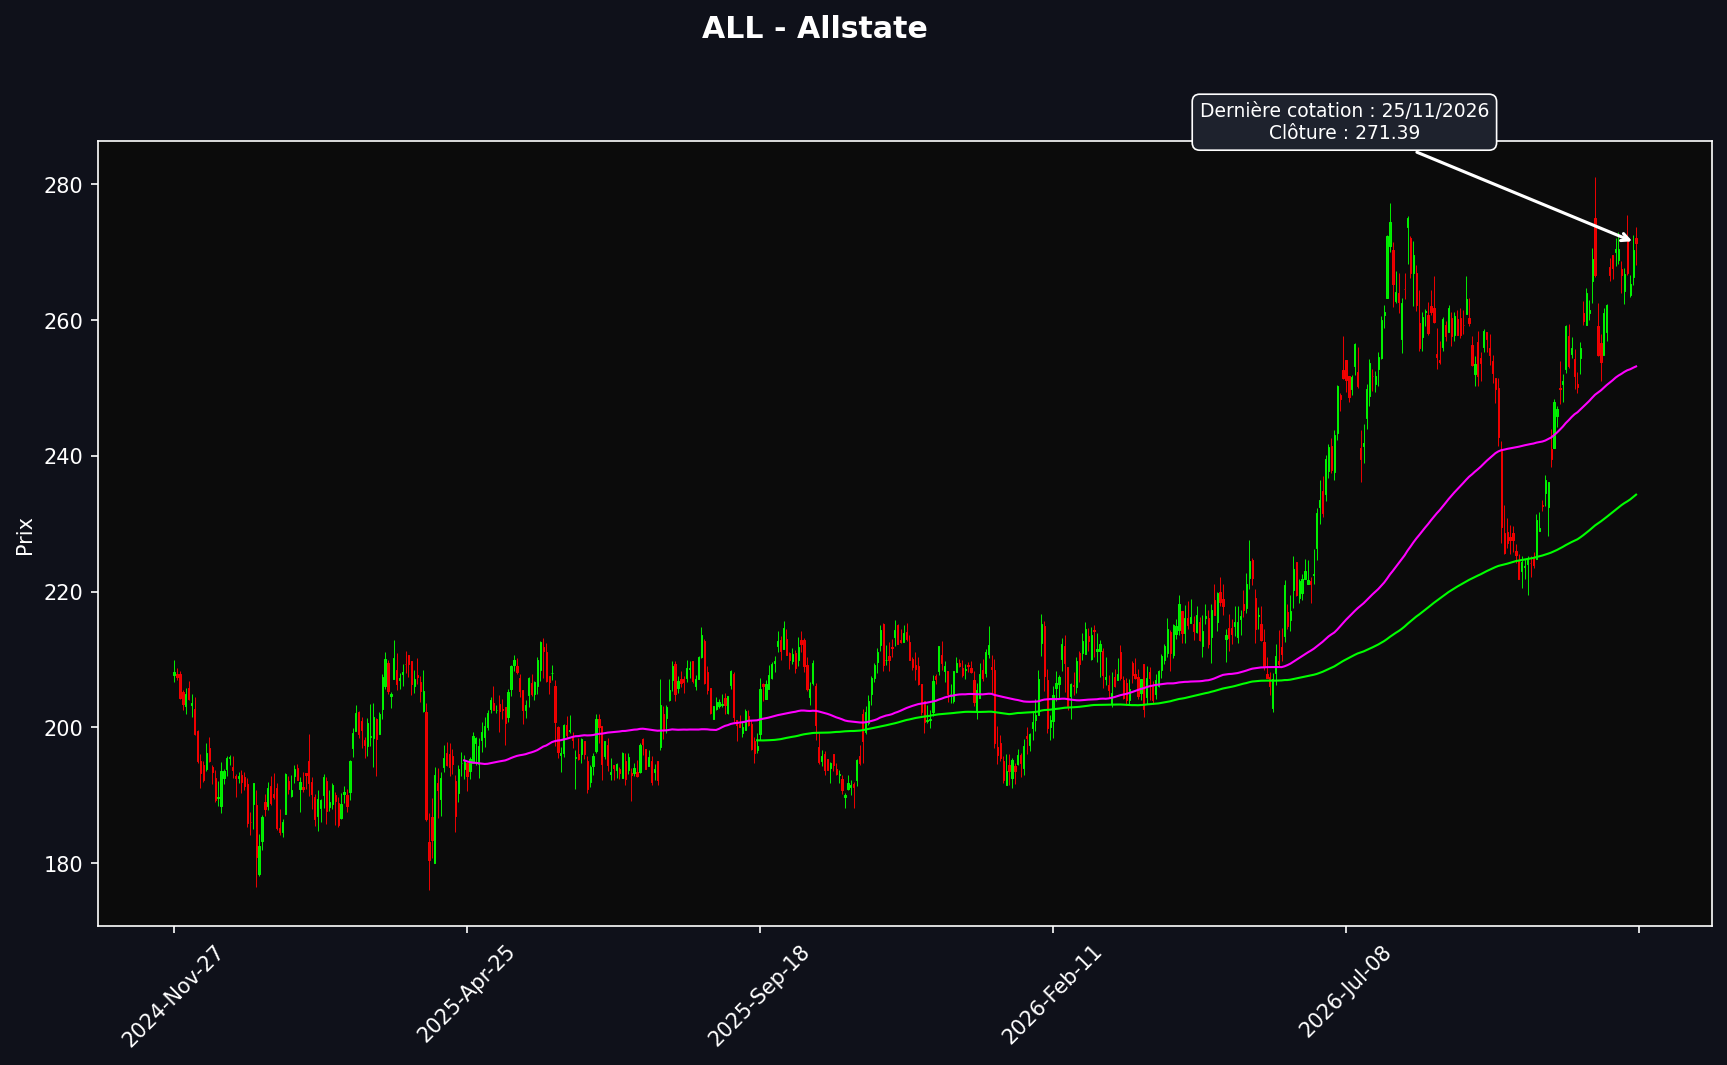 ALL - Allstate
Dernière cotation : 25/11/2026
Clôture : 271.39
280
260
240
220
200
180
Prix
2024-Nov-27
2025-Apr-25
2025-Sep-18
2026-Feb-11
2026-Jul-08